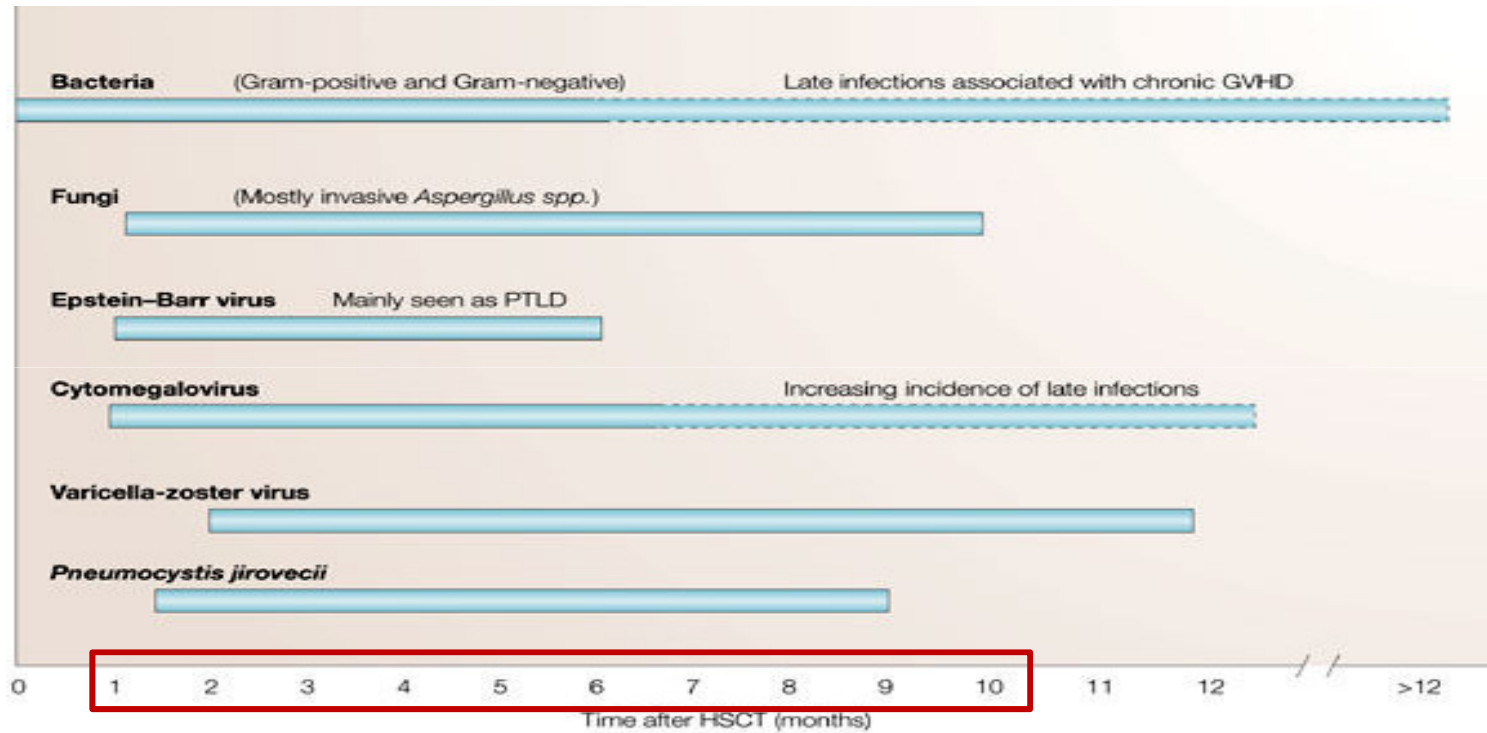 Bacteria (Gram-positive and Gram-negative) Late infections associated with chronic GVHD
Fungi (Mostly invasive Aspergillus spp.)
Epstein–Barr virus Mainly seen as PTLD
Cytomegalovirus Increasing incidence of late infections
Varicella-zoster virus
Pneumocystis jirovecii
0 1 2 3 4 5 6 7 8 9 10 11 12 >12
Time after HSCT (months)